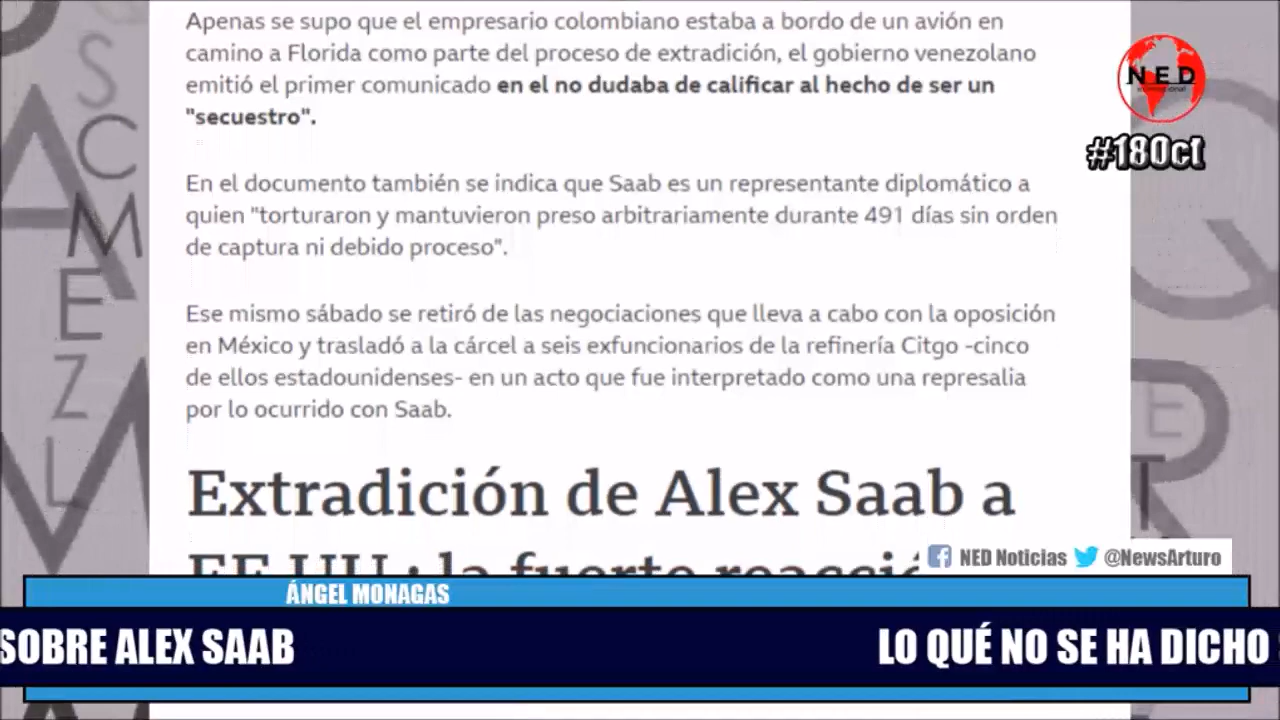 Apenas se supo que el empresario colombiano estaba a bordo de un avión en
camino a Florida como parte del proceso de extradición, el gobierno venezolano
emitió el primer comunicado en el no dudaba de calificar al hecho de ser un
"secuestro".
En el documento también se indica que Saab es un representante diplomático a
quien "torturaron y mantuvieron preso arbitrariamente durante 491 días sin orden
de captura ni debido proceso".
Ese mismo sábado se retiró de las negociaciones que lleva a cabo con la oposición
en México y trasladó a la cárcel a seis exfuncionarios de la refinería Citgo -cinco
de ellos estadounidenses- en un acto que fue interpretado como una represalia
por lo ocurrido con Saab.
Extradición de Alex Saab a
EE.UU.: la fuerte reacció
NED
#18Oct
NED Noticias @NewsArturo
ÁNGEL MONAGAS
SOBRE ALEX SAAB
LO QUÉ NO SE HA DICHO